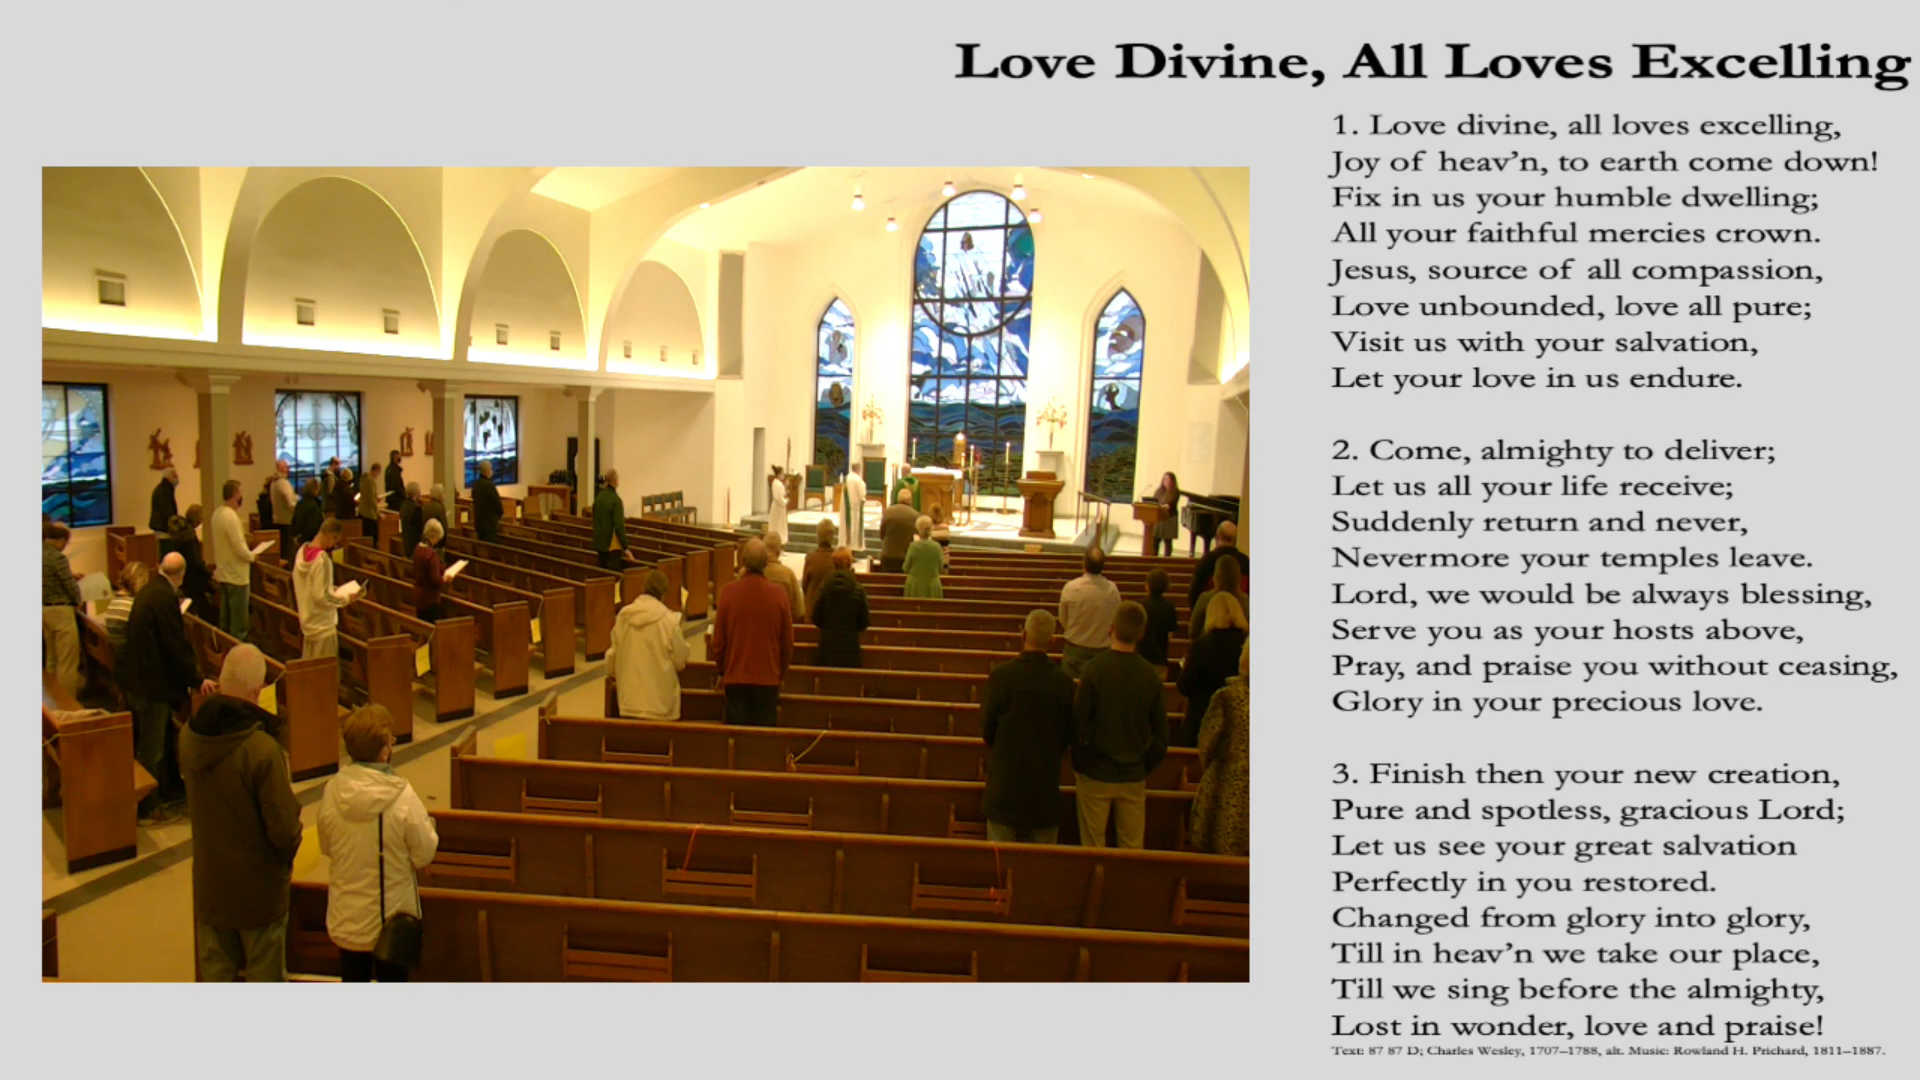 Love Divine, All Loves Excelling
1. Love divine, all loves excelling,
Joy of heav’n, to earth come down!
Fix in us your humble dwelling;
All your faithful mercies crown.
Jesus, source of all compassion,
Love unbounded, love all pure;
Visit us with your salvation,
Let your love in us endure.
2. Come, almighty to deliver;
Let us all your life receive;
Suddenly return and never,
Nevermore your temples leave.
Lord, we would be always blessing,
Serve you as your hosts above,
Pray, and praise you without ceasing,
Glory in your precious love.
3. Finish then your new creation,
Pure and spotless, gracious Lord;
Let us see your great salvation
Perfectly in you restored.
Changed from glory into glory,
Till in heav’n we take our place,
Till we sing before the almighty,
Lost in wonder, love and praise!
Text: 87 87 D; Charles Wesley, 1707–1788, alt. Music: Rowland H. Prichard, 1811–1887.